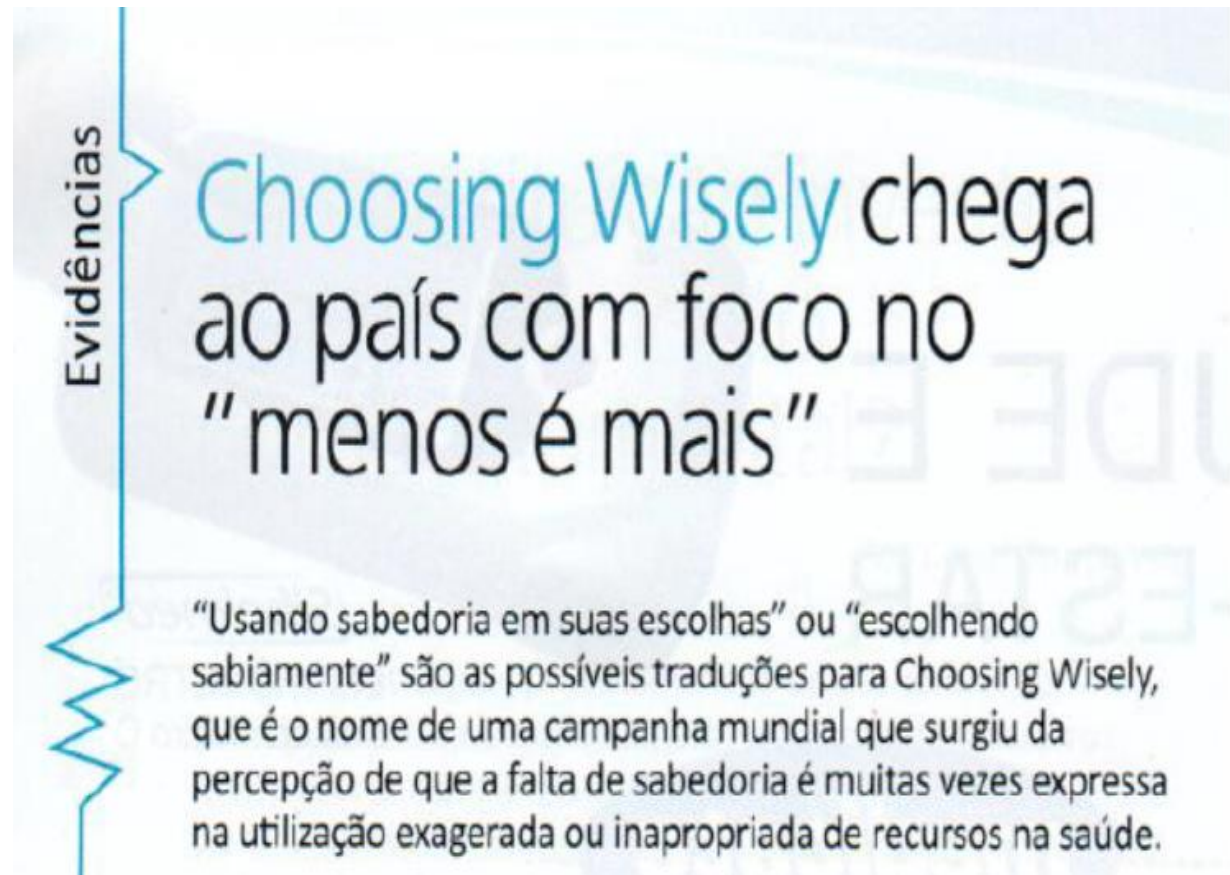 Evidências
Choosing Wisely chega
ao país com foco no
"menos é mais"
"Usando sabedoria em suas escolhas" ou "escolhendo
sabiamente" são as possíveis traduções para Choosing Wisely,
que é o nome de uma campanha mundial que surgiu da
percepção de que a falta de sabedoria é muitas vezes expressa
na utilização exagerada ou inapropriada de recursos na saúde.